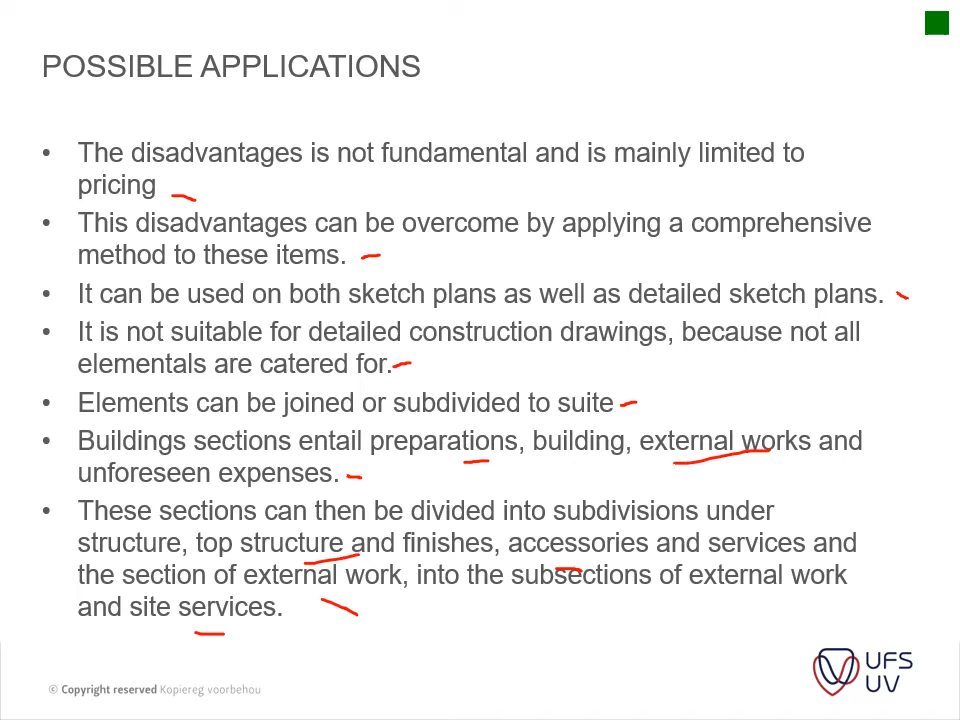 POSSIBLE APPLICATIONS
• The disadvantages is not fundamental and is mainly limited to
pricing
• This disadvantages can be overcome by applying a comprehensive
method to these items.
• It can be used on both sketch plans as well as detailed sketch plans.
• It is not suitable for detailed construction drawings, because not all
elementals are catered for.
• Elements can be joined or subdivided to suite
• Buildings sections entail preparations, building, external works and
unforeseen expenses.
• These sections can then be divided into subdivisions under
structure, top structure and finishes, accessories and services and
the section of external work, into the subsections of external work
and site services.
© Copyright reserved Kopiereg voorbehou
UFS
UV